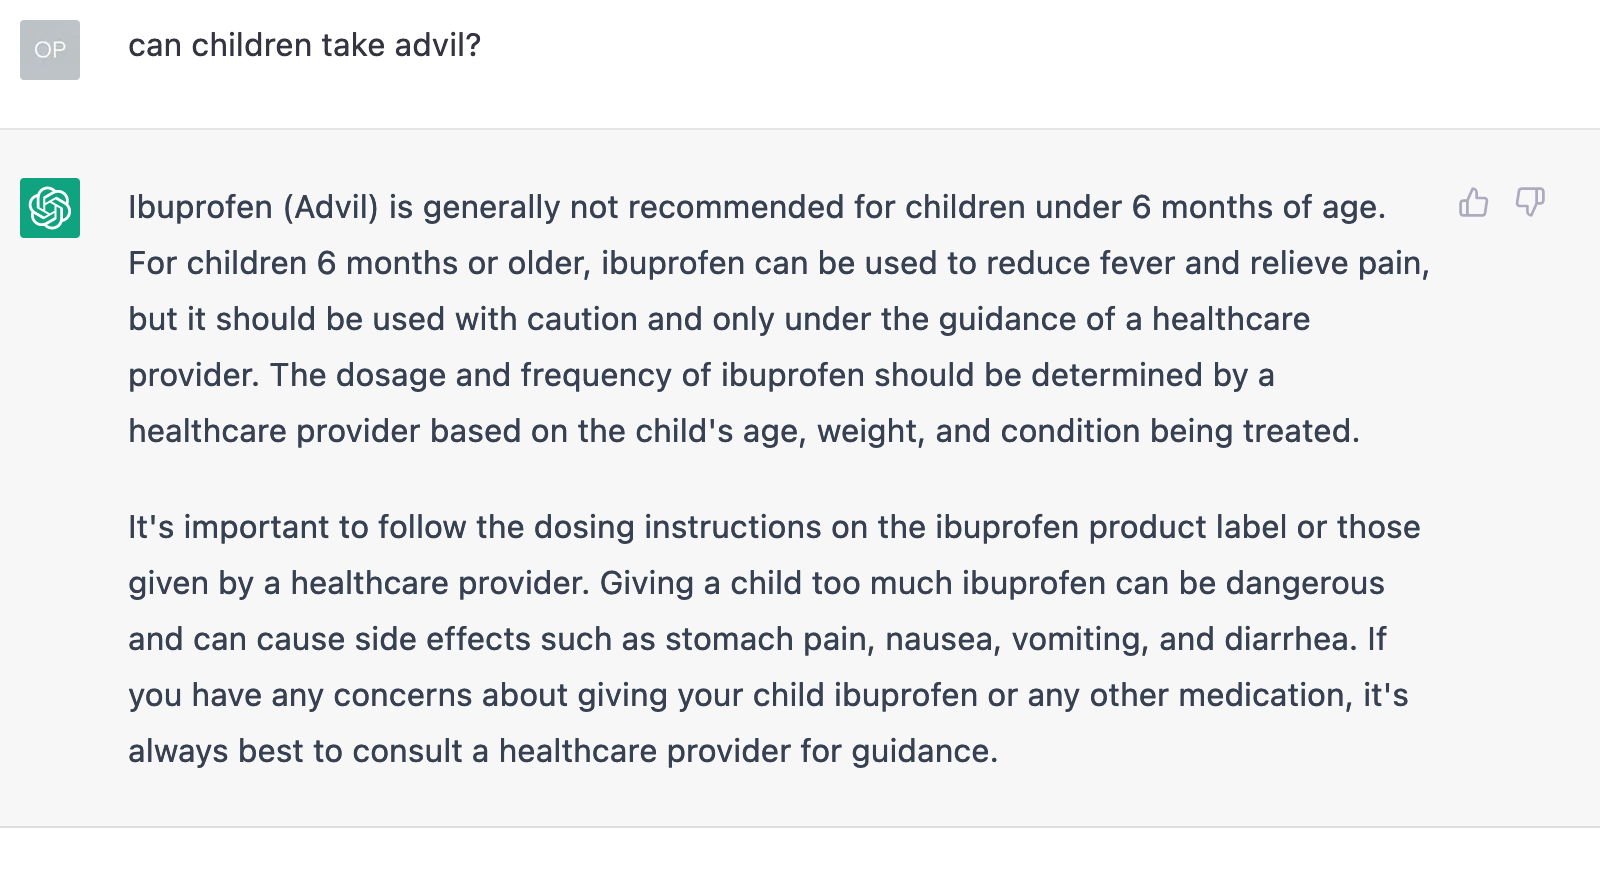 OP
can children take advil?
Ibuprofen (Advil) is generally not recommended for children under 6 months of age.
For children 6 months or older, ibuprofen can be used to reduce fever and relieve pain,
but it should be used with caution and only under the guidance of a healthcare
provider. The dosage and frequency of ibuprofen should be determined by a
healthcare provider based on the child's age, weight, and condition being treated.
It's important to follow the dosing instructions on the ibuprofen product label or those
given by a healthcare provider. Giving a child too much ibuprofen can be dangerous
and can cause side effects such as stomach pain, nausea, vomiting, and diarrhea. If
you have any concerns about giving your child ibuprofen or any other medication, it's
always best to consult a healthcare provider for guidance.